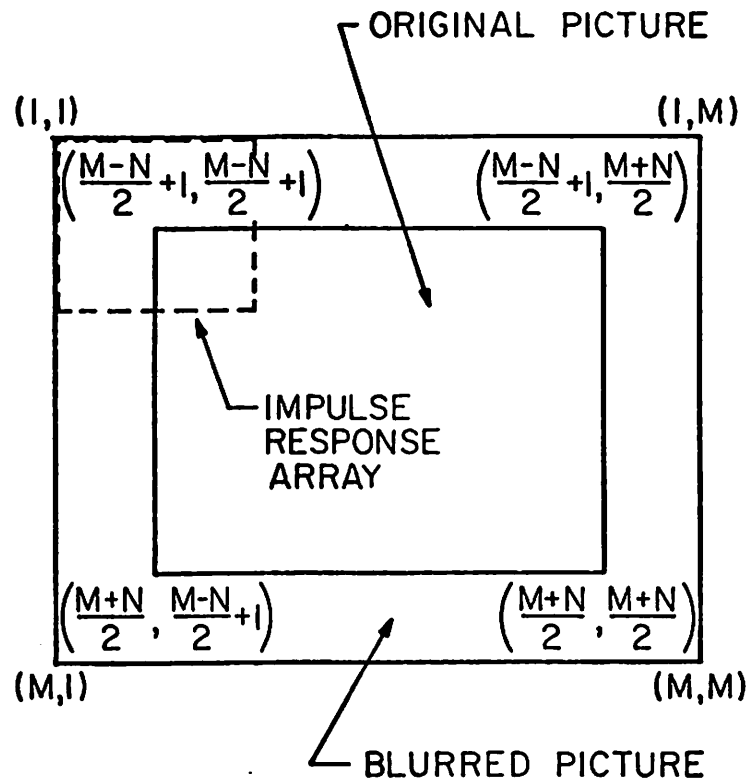 ORIGINAL PICTURE
(1,1) (1,M)
(M-N/2 +1, M-N/2 +1) (M-N/2 +1, M+N/2)
IMPULSE
RESPONSE
ARRAY
(M+N/2, M-N/2 +1) (M+N/2, M+N/2)
(M,1) (M,M)
BLURRED PICTURE